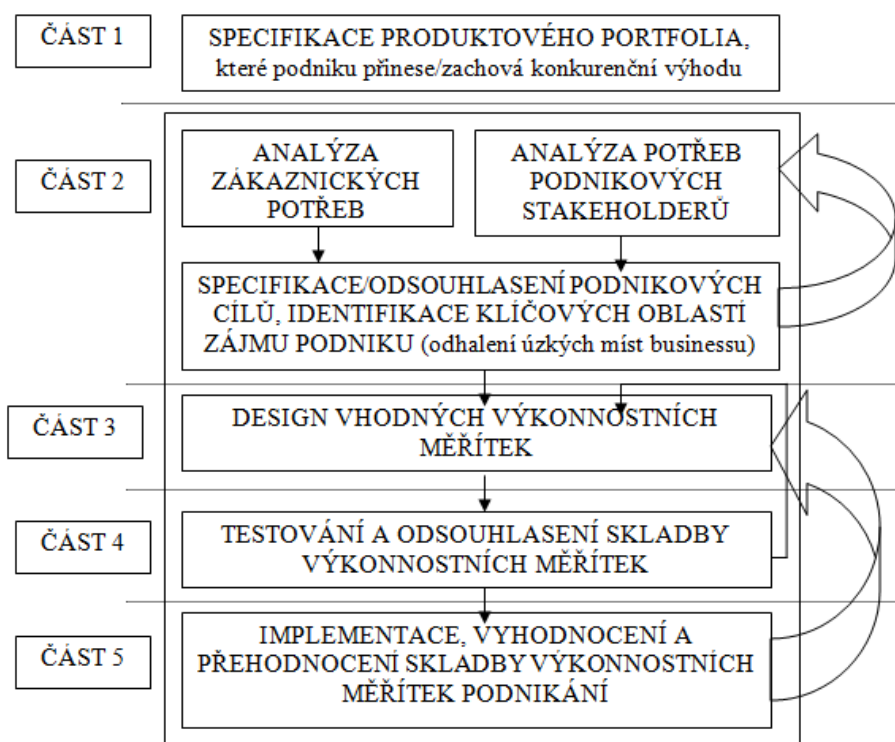 ČÁST 1
SPECIFIKACE PRODUKTOVÉHO PORTFOLIA,
které podniku přinese/zachová konkurenční výhodu
ČÁST 2
ANALÝZA
ZÁKAZNICKÝCH
POTŘEB
ANALÝZA POTŘEB
PODNIKOVÝCH
STAKEHOLDERŮ
SPECIFIKACE/ODSOUHLASENÍ PODNIKOVÝCH
CÍLŮ, IDENTIFIKACE KLÍČOVÝCH OBLASTÍ
ZÁJMU PODNIKU (odhalení úzkých míst businessu)
ČÁST 3
DESIGN VHODNÝCH VÝKONNOSTNÍCH
MĚŘÍTEK
ČÁST 4
TESTOVÁNÍ A ODSOUHLASENÍ SKLADBY
VÝKONNOSTNÍCH MĚŘÍTEK
ČÁST 5
IMPLEMENTACE, VYHODNOCENÍ A
PŘEHODNOCENÍ SKLADBY VÝKONNOSTNÍCH
MĚŘÍTEK PODNIKÁNÍ